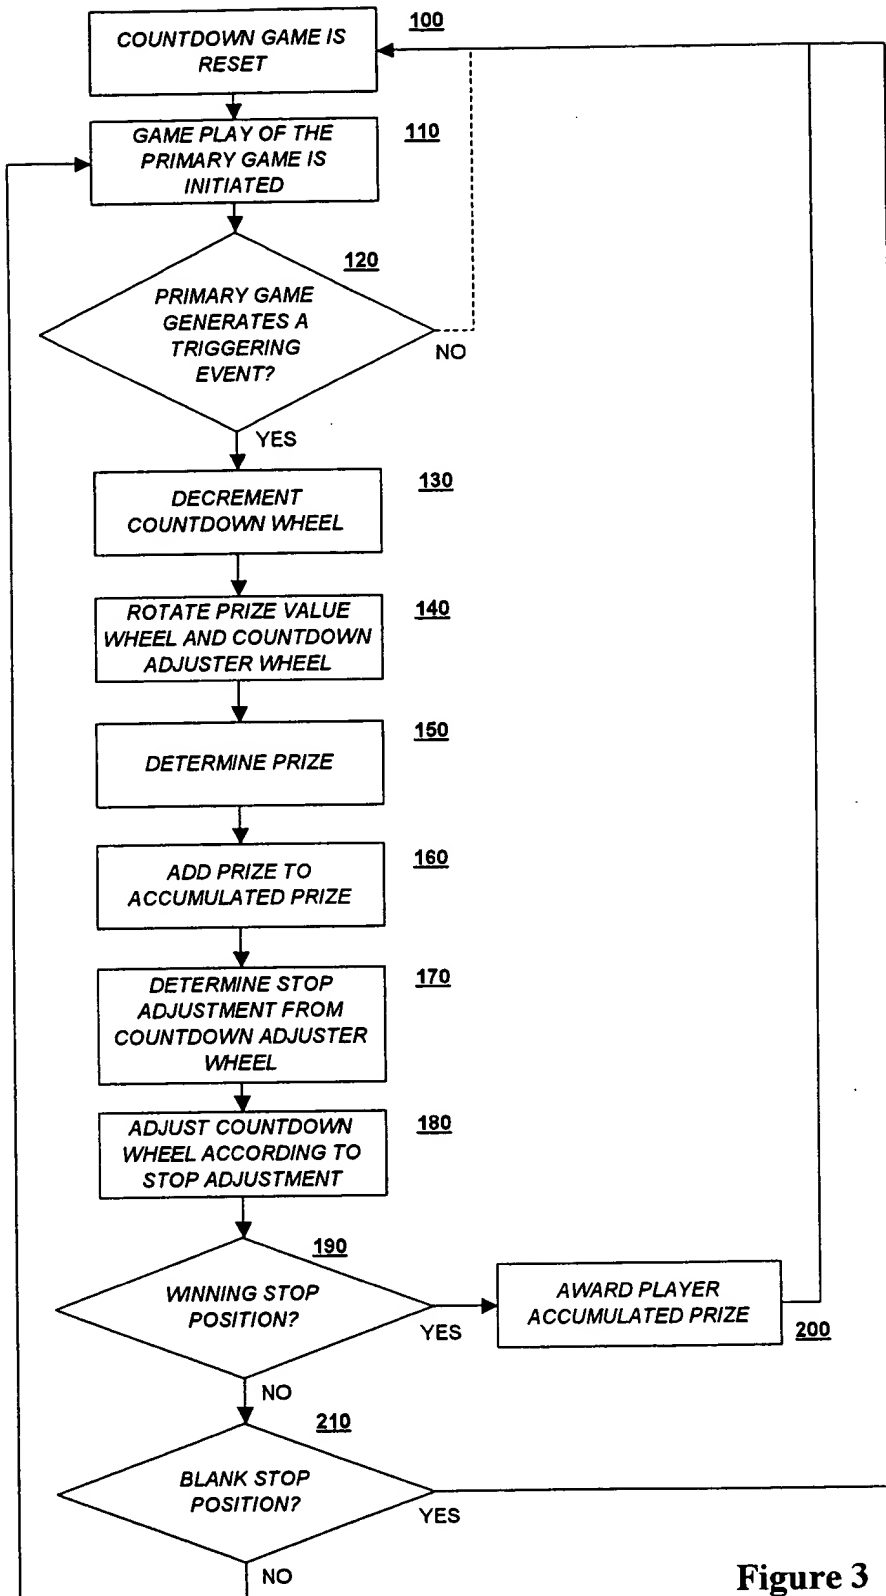 100
COUNTDOWN GAME IS
RESET
110
GAME PLAY OF THE
PRIMARY GAME IS
INITIATED
120
PRIMARY GAME
GENERATES A
TRIGGERING
EVENT?
NO
YES
130
DECREMENT
COUNTDOWN WHEEL
140
ROTATE PRIZE VALUE
WHEEL AND COUNTDOWN
ADJUSTER WHEEL
150
DETERMINE PRIZE
160
ADD PRIZE TO
ACCUMULATED PRIZE
170
DETERMINE STOP
ADJUSTMENT FROM
COUNTDOWN ADJUSTER
WHEEL
180
ADJUST COUNTDOWN
WHEEL ACCORDING TO
STOP ADJUSTMENT
190
WINNING STOP
POSITION?
YES
AWARD PLAYER
ACCUMULATED PRIZE
200
NO
210
BLANK STOP
POSITION?
YES
NO
Figure 3